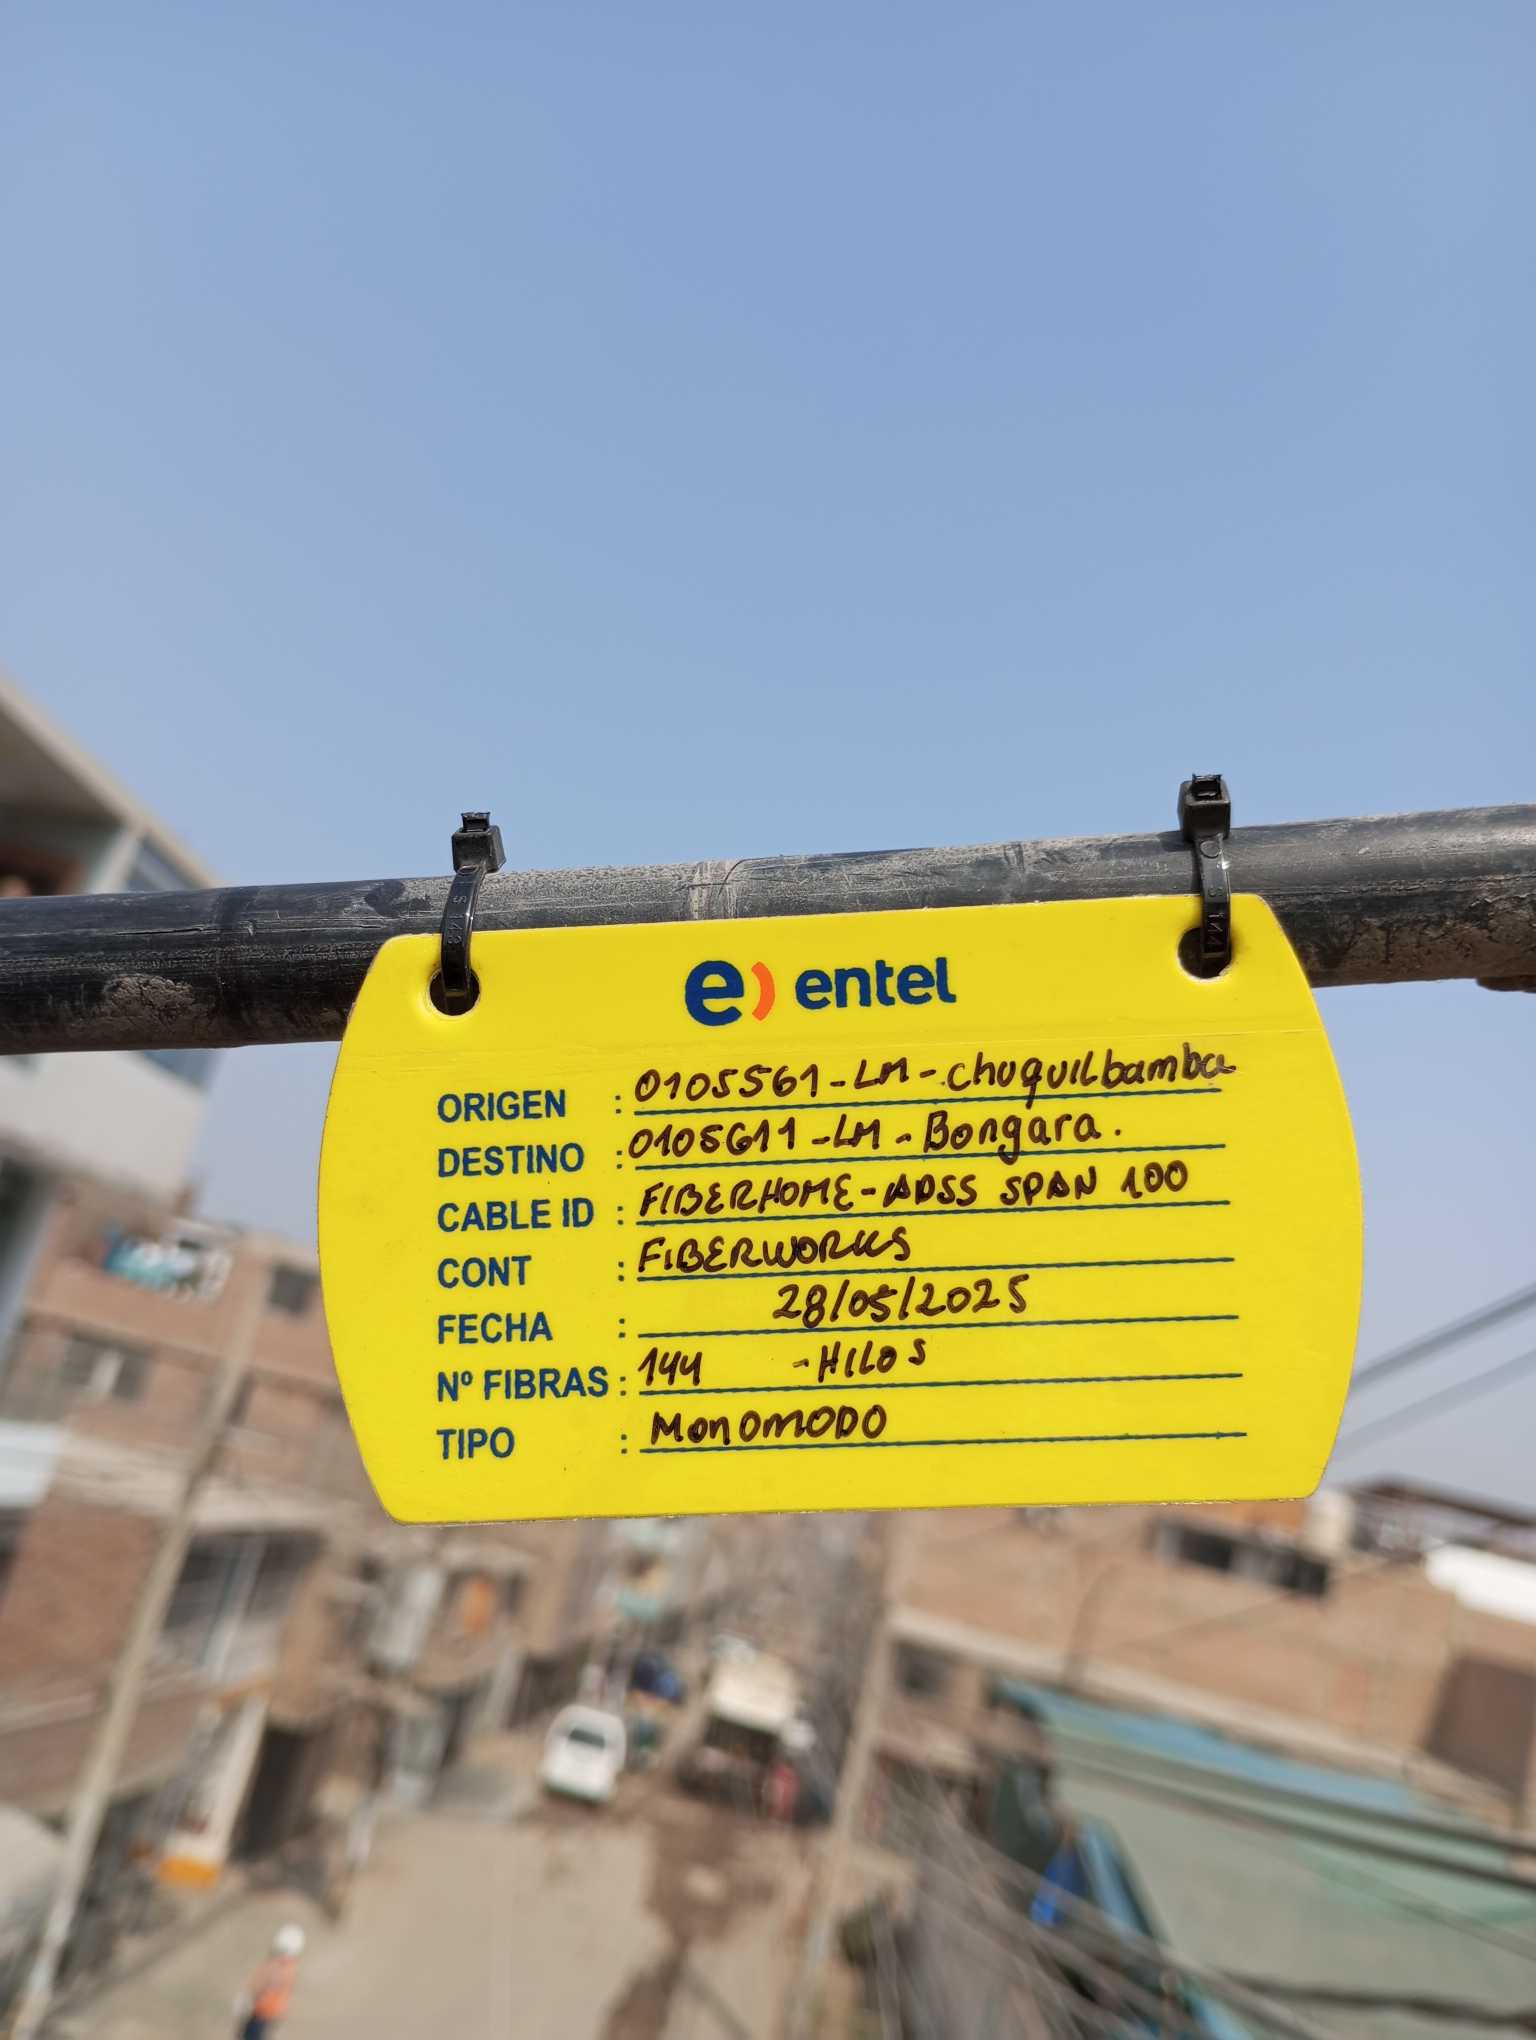 e) entel
ORIGEN : 0105561-LM-chuquilbamba
DESTINO : 0105611-LM-Bongara.
CABLE ID : FIBERHOME-ADSS SPAN 100
CONT : FIBERWORKS
FECHA : 28/05/2025
Nº FIBRAS : 144 -HILOS
TIPO : MONOMODO